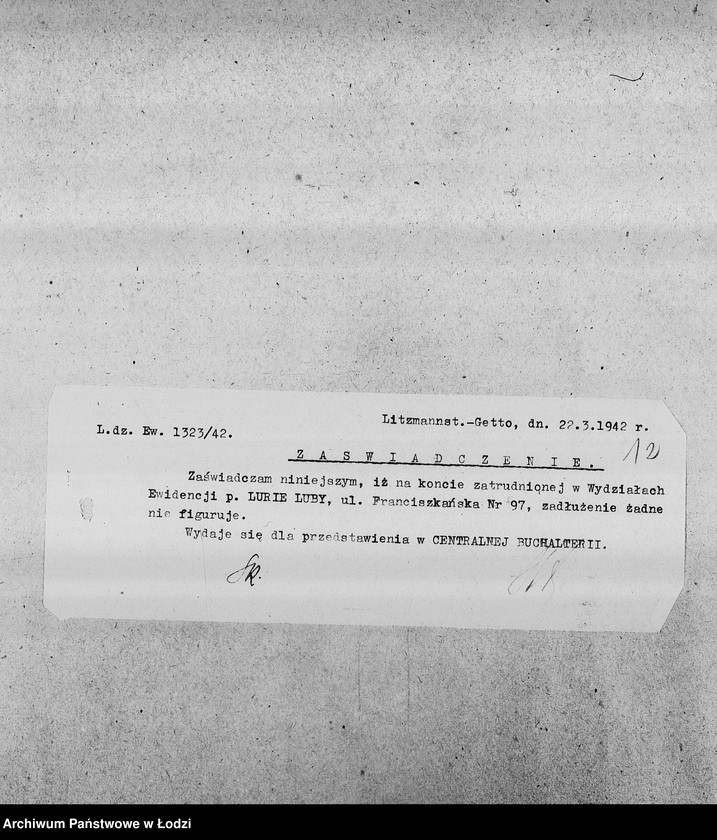 Litzmannst.-Getto, dn. 22.3.1942 r.
L.dz. Ew. 1323/42.
12
Z A S W I A D C Z E N I E .
Zaświadczam niniejszym, iż na koncie zatrudnionej w Wydziałach
Ewidencji p. LURIE LUBY, ul. Franciszkańska Nr 97, zadłużenie żadne
nie figuruje.
Wydaje się dla przedstawienia w CENTRALNEJ BUCHALTERII.
Archiwum Państwowe w Łodzi